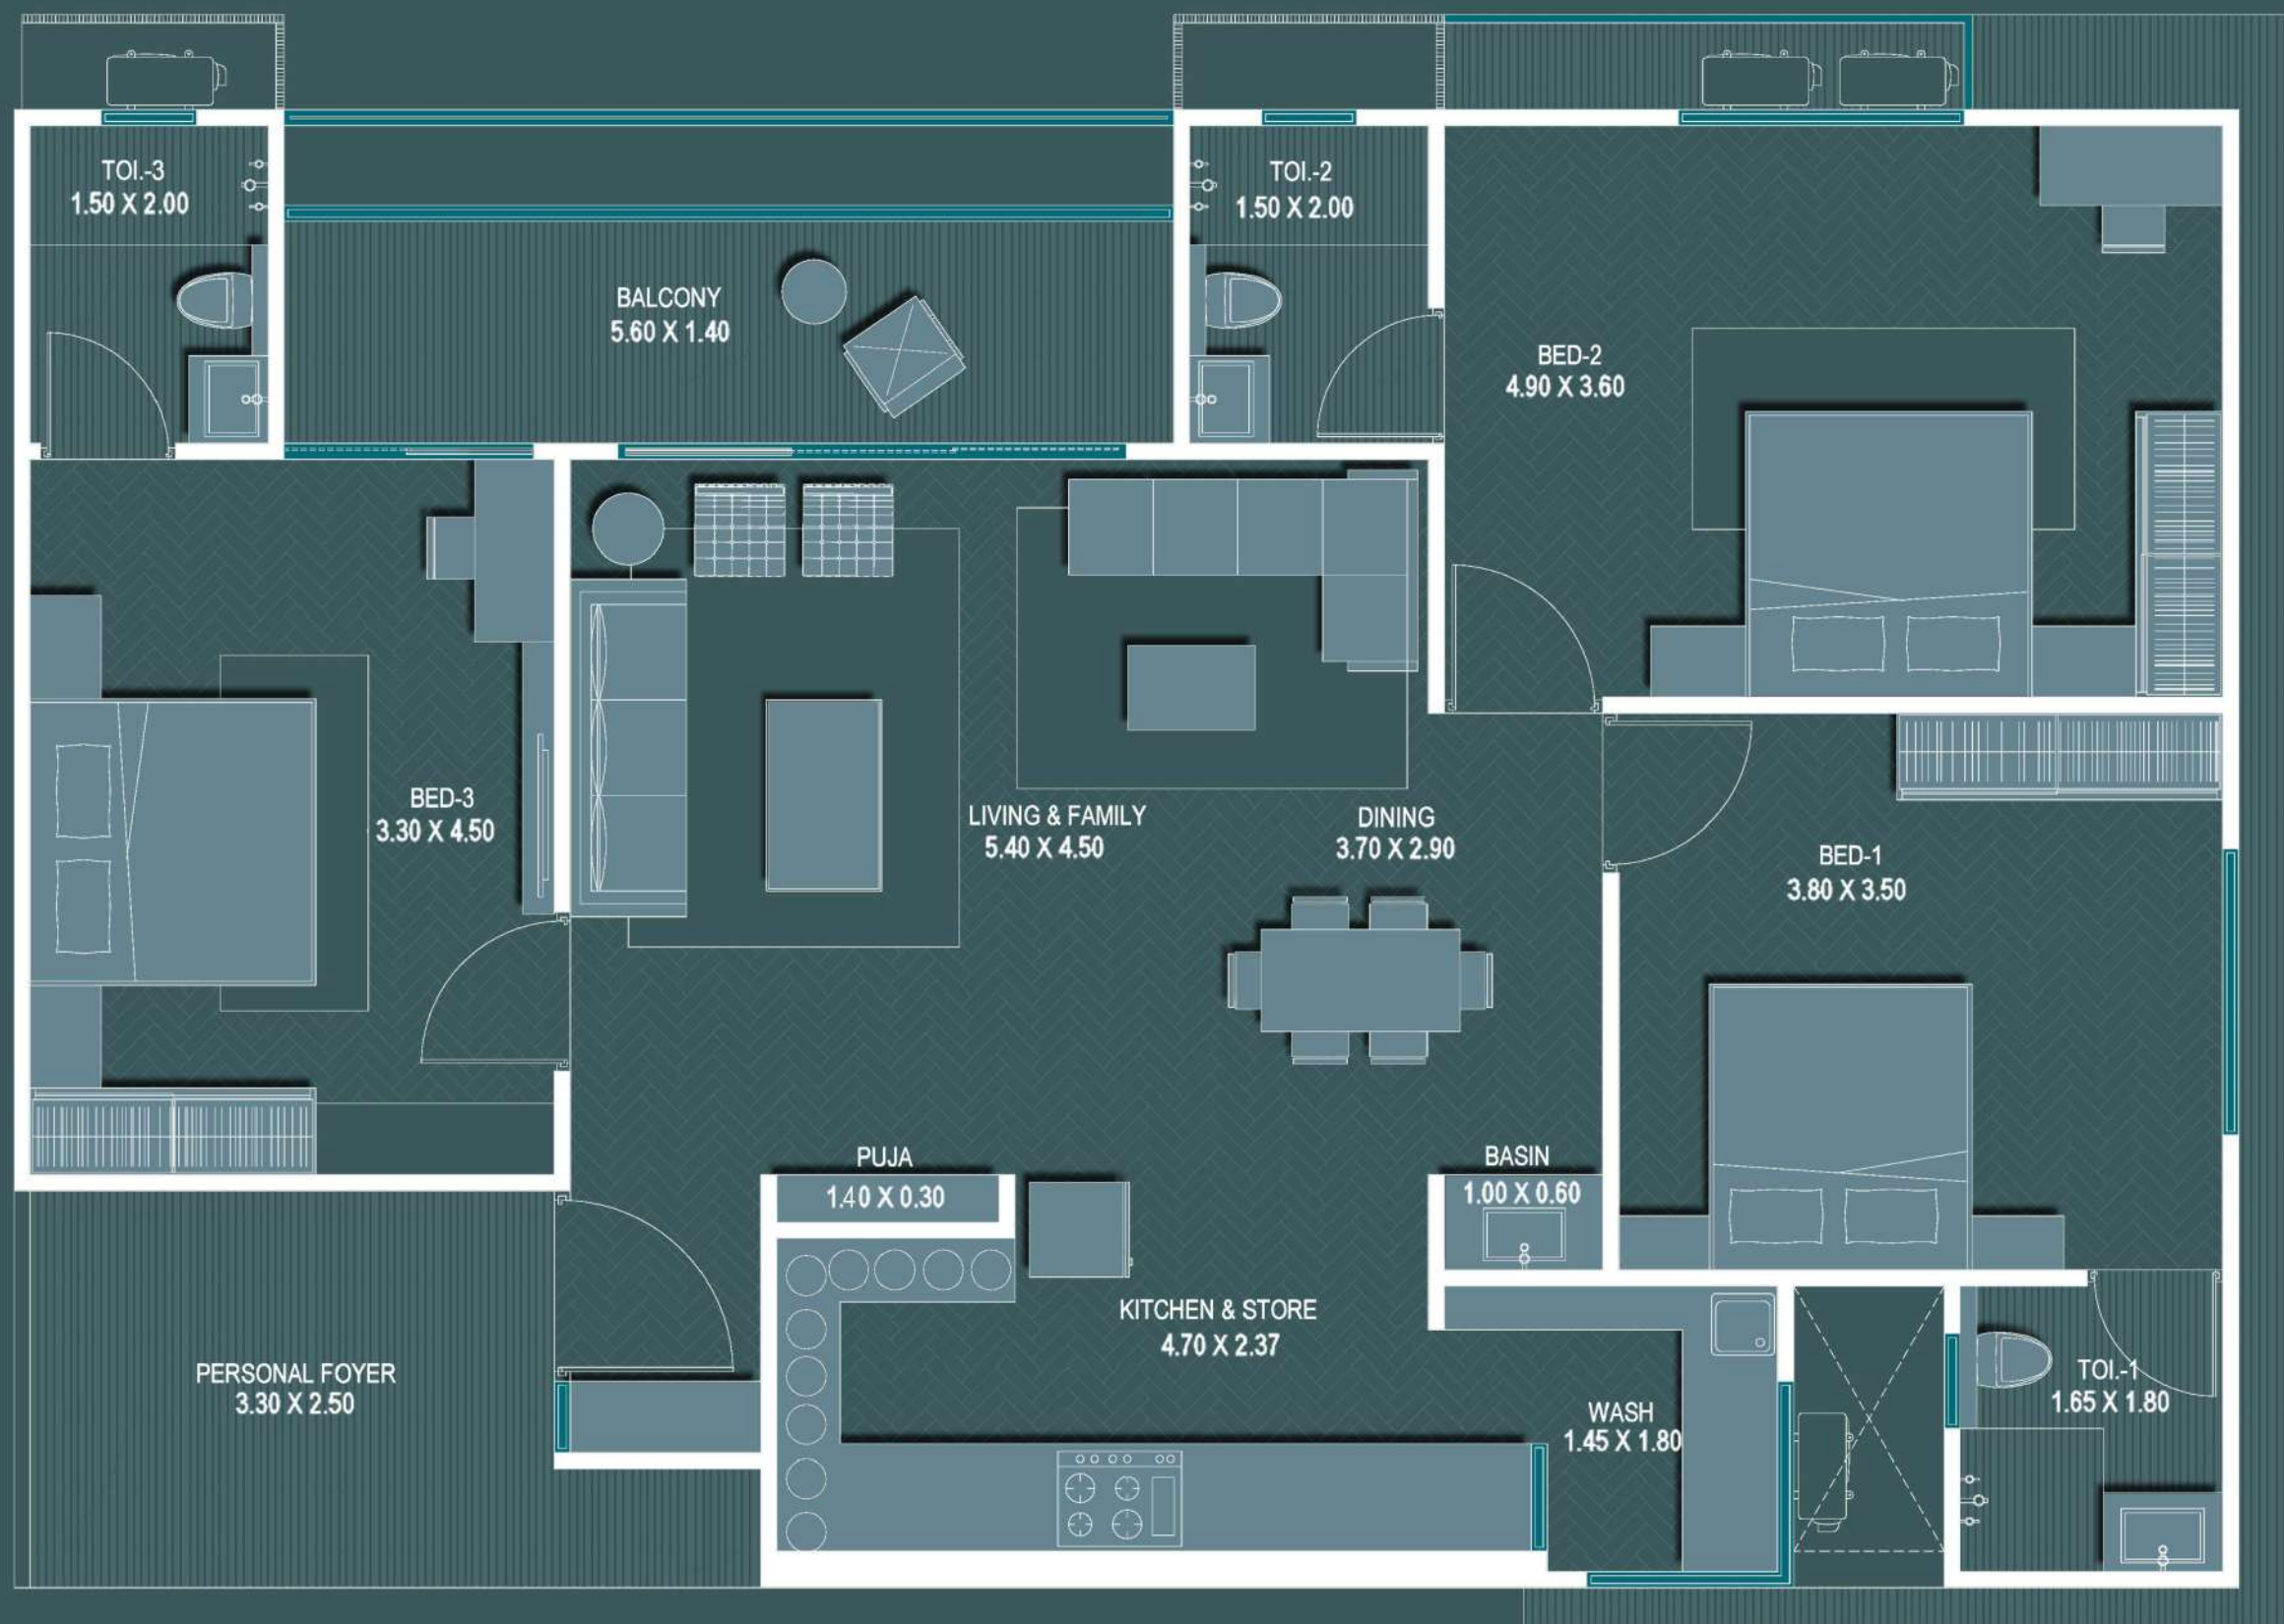 TOI.-3
1.50 X 2.00
TOI.-2
1.50 X 2.00
BALCONY
5.60 X 1.40
BED-2
4.90 X 3.60
BED-3
3.30 X 4.50
LIVING & FAMILY
5.40 X 4.50
DINING
3.70 X 2.90
BED-1
3.80 X 3.50
PUJA
1.40 X 0.30
BASIN
1.00 X 0.60
KITCHEN & STORE
4.70 X 2.37
PERSONAL FOYER
3.30 X 2.50
WASH
1.45 X 1.80
TOI.-1
1.65 X 1.80